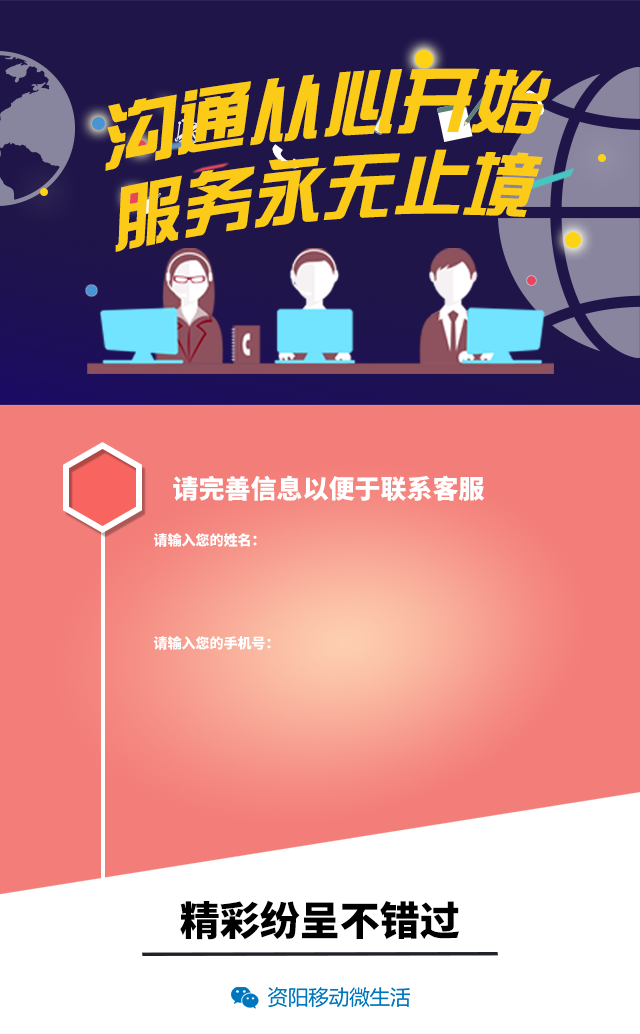 沟通从心开始
服务永无止境
请完善信息以便于联系客服
请输入您的姓名：
请输入您的手机号：
精彩纷呈不错过
资阳移动微生活